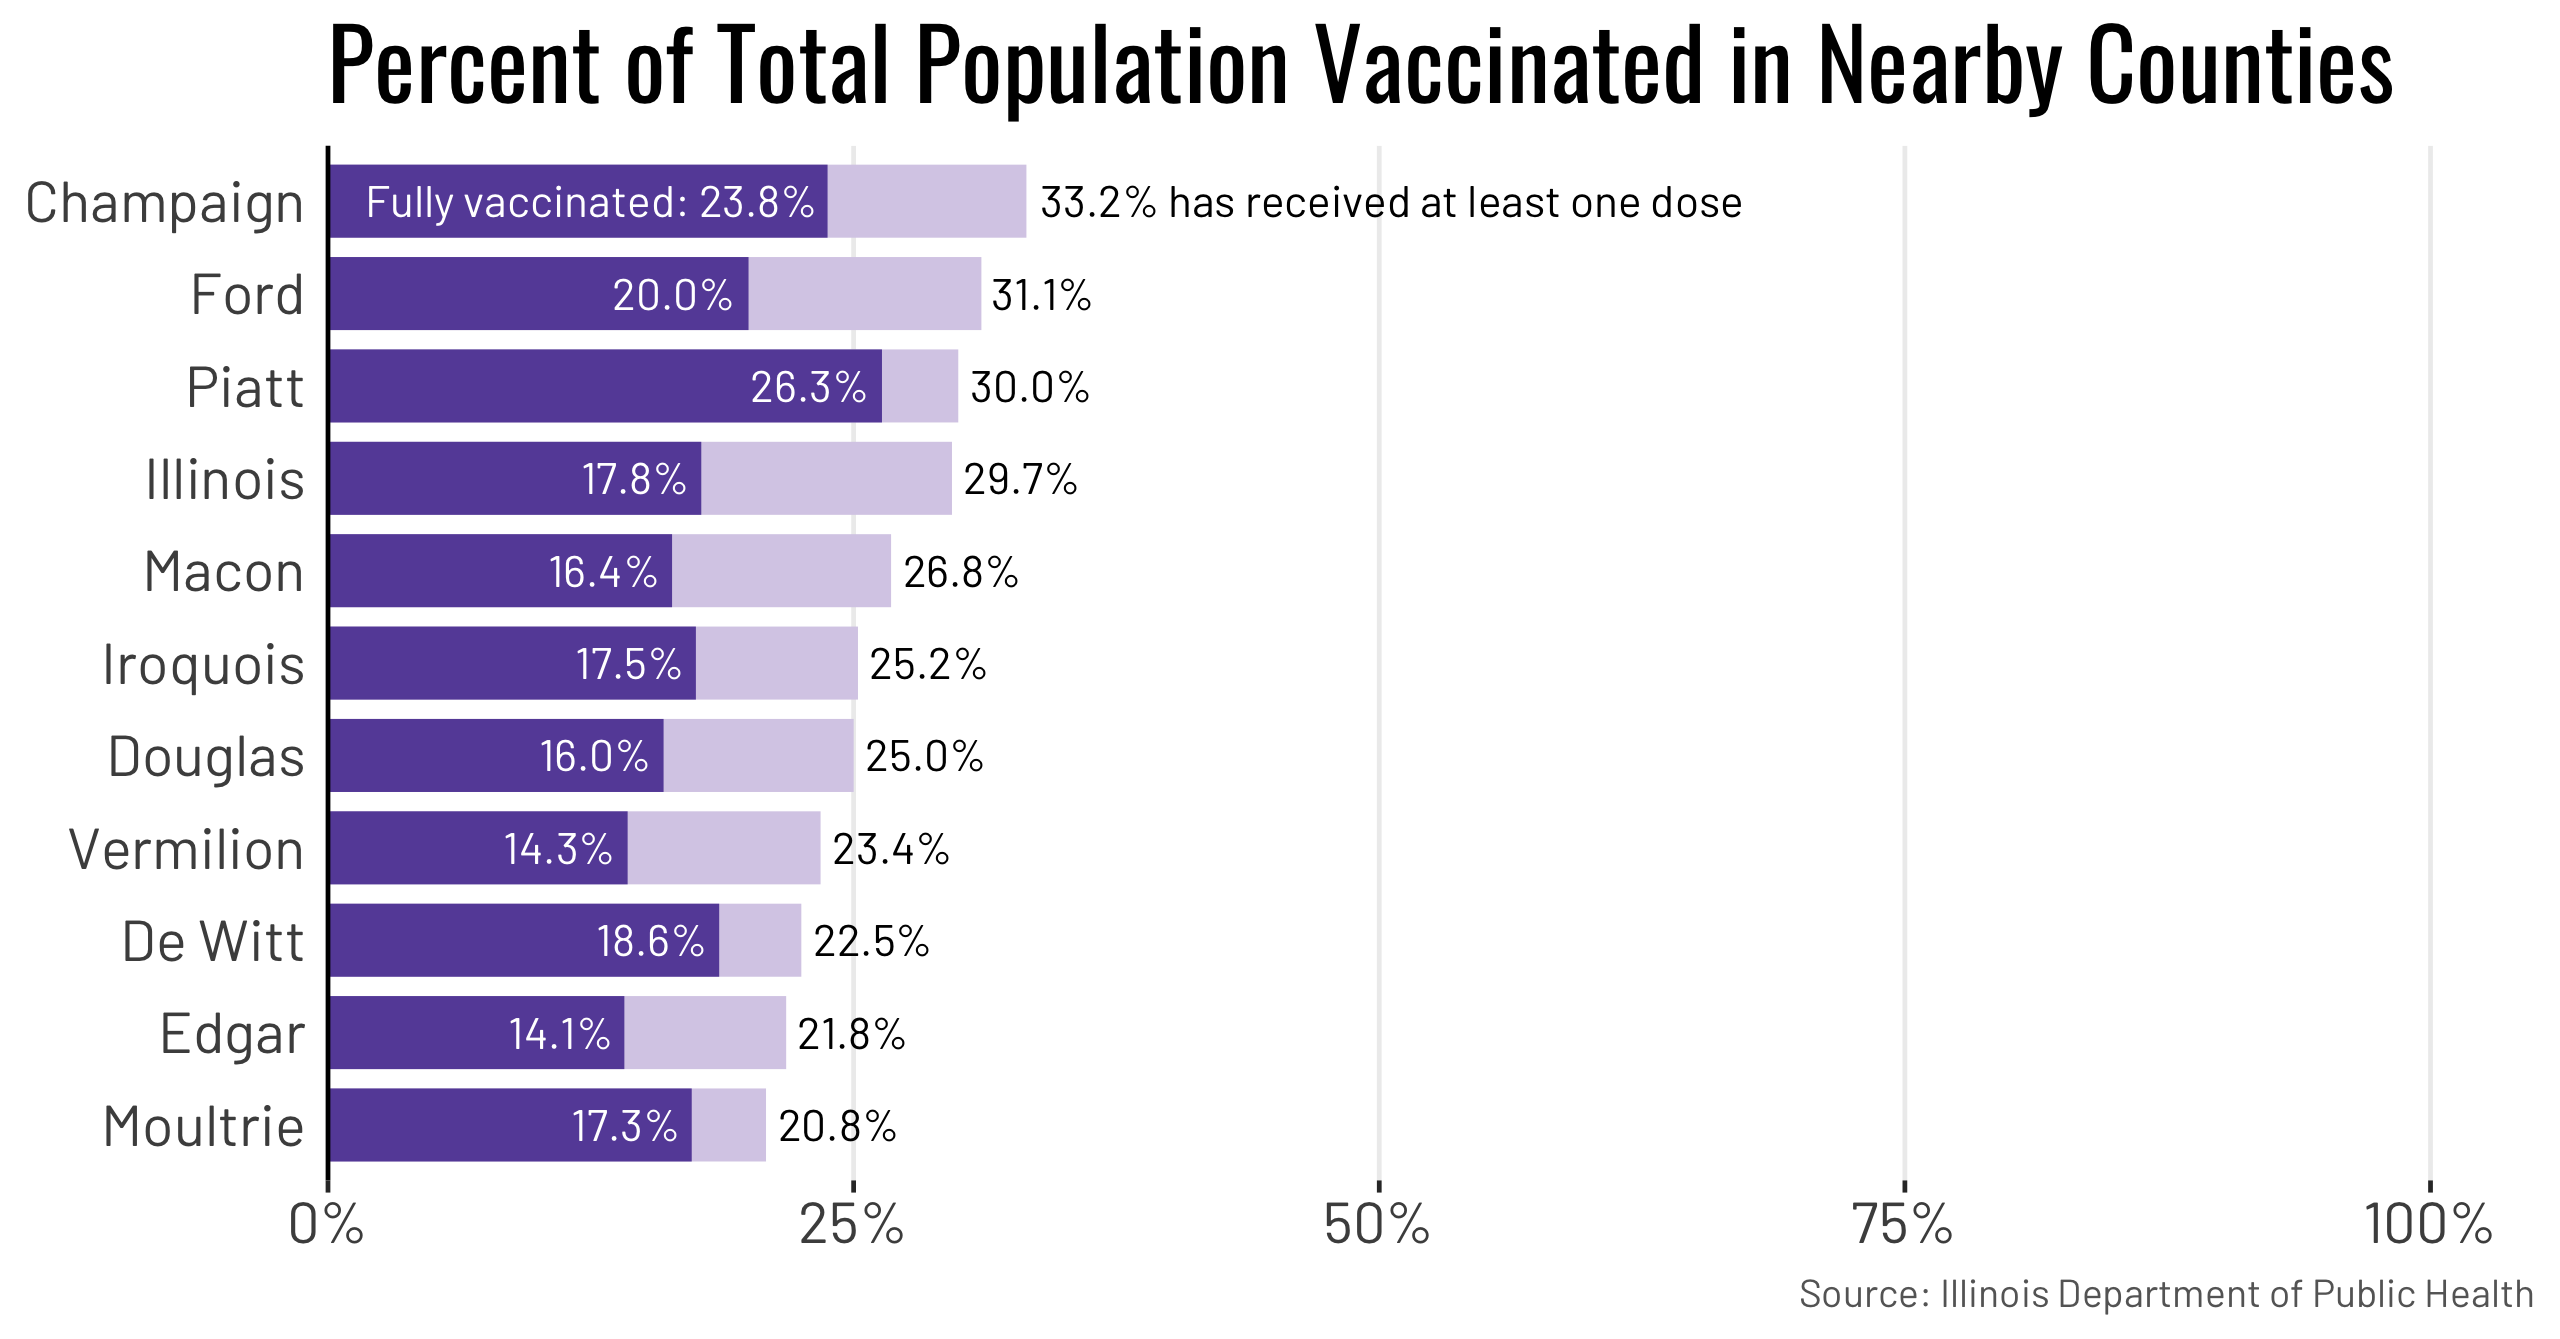 Percent of Total Population Vaccinated in Nearby Counties
Champaign Fully vaccinated: 23.8% 33.2% has received at least one dose
Ford 20.0% 31.1%
Piatt 26.3% 30.0%
Illinois 17.8% 29.7%
Macon 16.4% 26.8%
Iroquois 17.5% 25.2%
Douglas 16.0% 25.0%
Vermilion 14.3% 23.4%
De Witt 18.6% 22.5%
Edgar 14.1% 21.8%
Moultrie 17.3% 20.8%
0% 25% 50% 75% 100%
Source: Illinois Department of Public Health